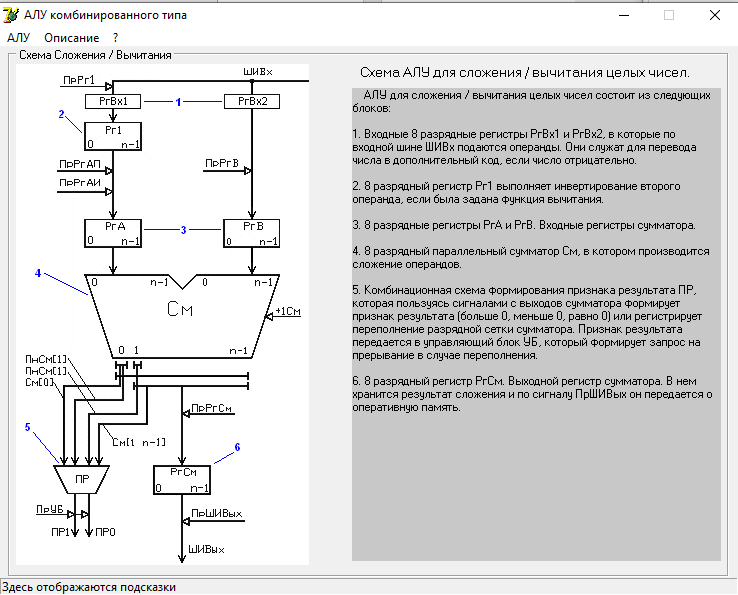 АЛУ комбинированного типа
АЛУ Описание ?
Схема Сложения / Вычитания
ШИВх
ПрРг1
РгВх1
1
РгВх2
2
Рг1
0 n-1
ПрРгАП
ПрРгВ
ПрРгАИ
РгА
3
РгВ
0 n-1
0 n-1
4
0 n-1 0 n-1
См
+1См
0 1 n-1
ПнСм[1]
ПнСм[1]
См[0]
ПрРгСм
5
См[1 n-1]
6
ПР
РгСм
0 n-1
ПрУБ
ПрШИВых
ПР1 ПР0
ШИВых
Схема АЛУ для сложения / вычитания целых чисел.
АЛУ для сложения / вычитания целых чисел состоит из следующих
блоков:
1. Входные 8 разрядные регистры РгВх1 и РгВх2, в которые по
входной шине ШИВх подаются операнды. Они служат для перевода
числа в дополнительный код, если число отрицательно.
2. 8 разрядный регистр Рг1 выполняет инвертирование второго
операнда, если была задана функция вычитания.
3. 8 разрядные регистры РгА и РгВ. Входные регистры сумматора.
4. 8 разрядный параллельный сумматор См, в котором производится
сложение операндов.
5. Комбинационная схема формирования признака результата ПР,
которая пользуясь сигналами с выходов сумматора формирует
признак результата (больше 0, меньше 0, равно 0) или регистрирует
переполнение разрядной сетки сумматора. Признак результата
передается в управляющий блок УБ, который формирует запрос на
прерывание в случае переполнения.
6. 8 разрядный регистр РгСм. Выходной регистр сумматора. В нем
хранится результат сложения и по сигналу ПрШИВых он передается о
оперативную память.
Здесь отображаются подсказки